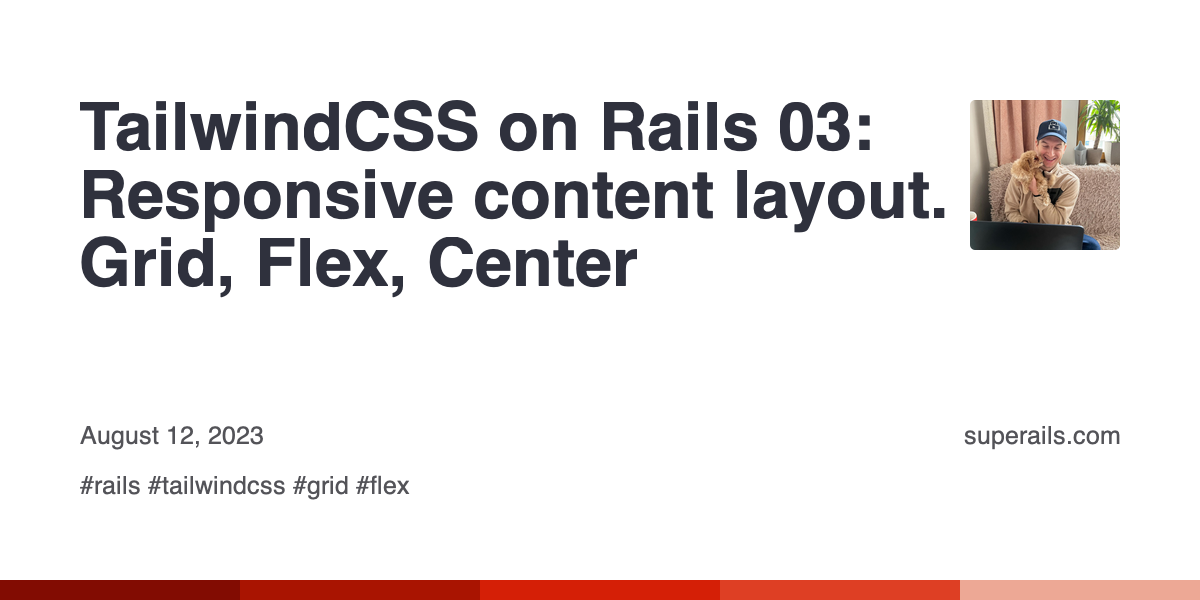 TailwindCSS on Rails 03:
Responsive content layout.
Grid, Flex, Center
August 12, 2023
superails.com
#rails #tailwindcss #grid #flex